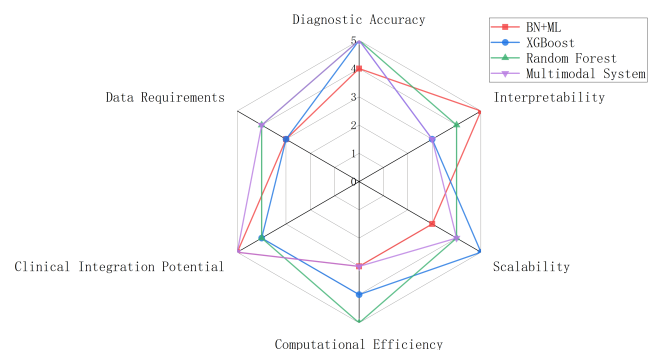 Diagnostic Accuracy
BN+ML
XGBoost
Random Forest
Multimodal System
5
4
3
2
1
0
Data Requirements
Interpretability
Clinical Integration Potential
Scalability
Computational Efficiency